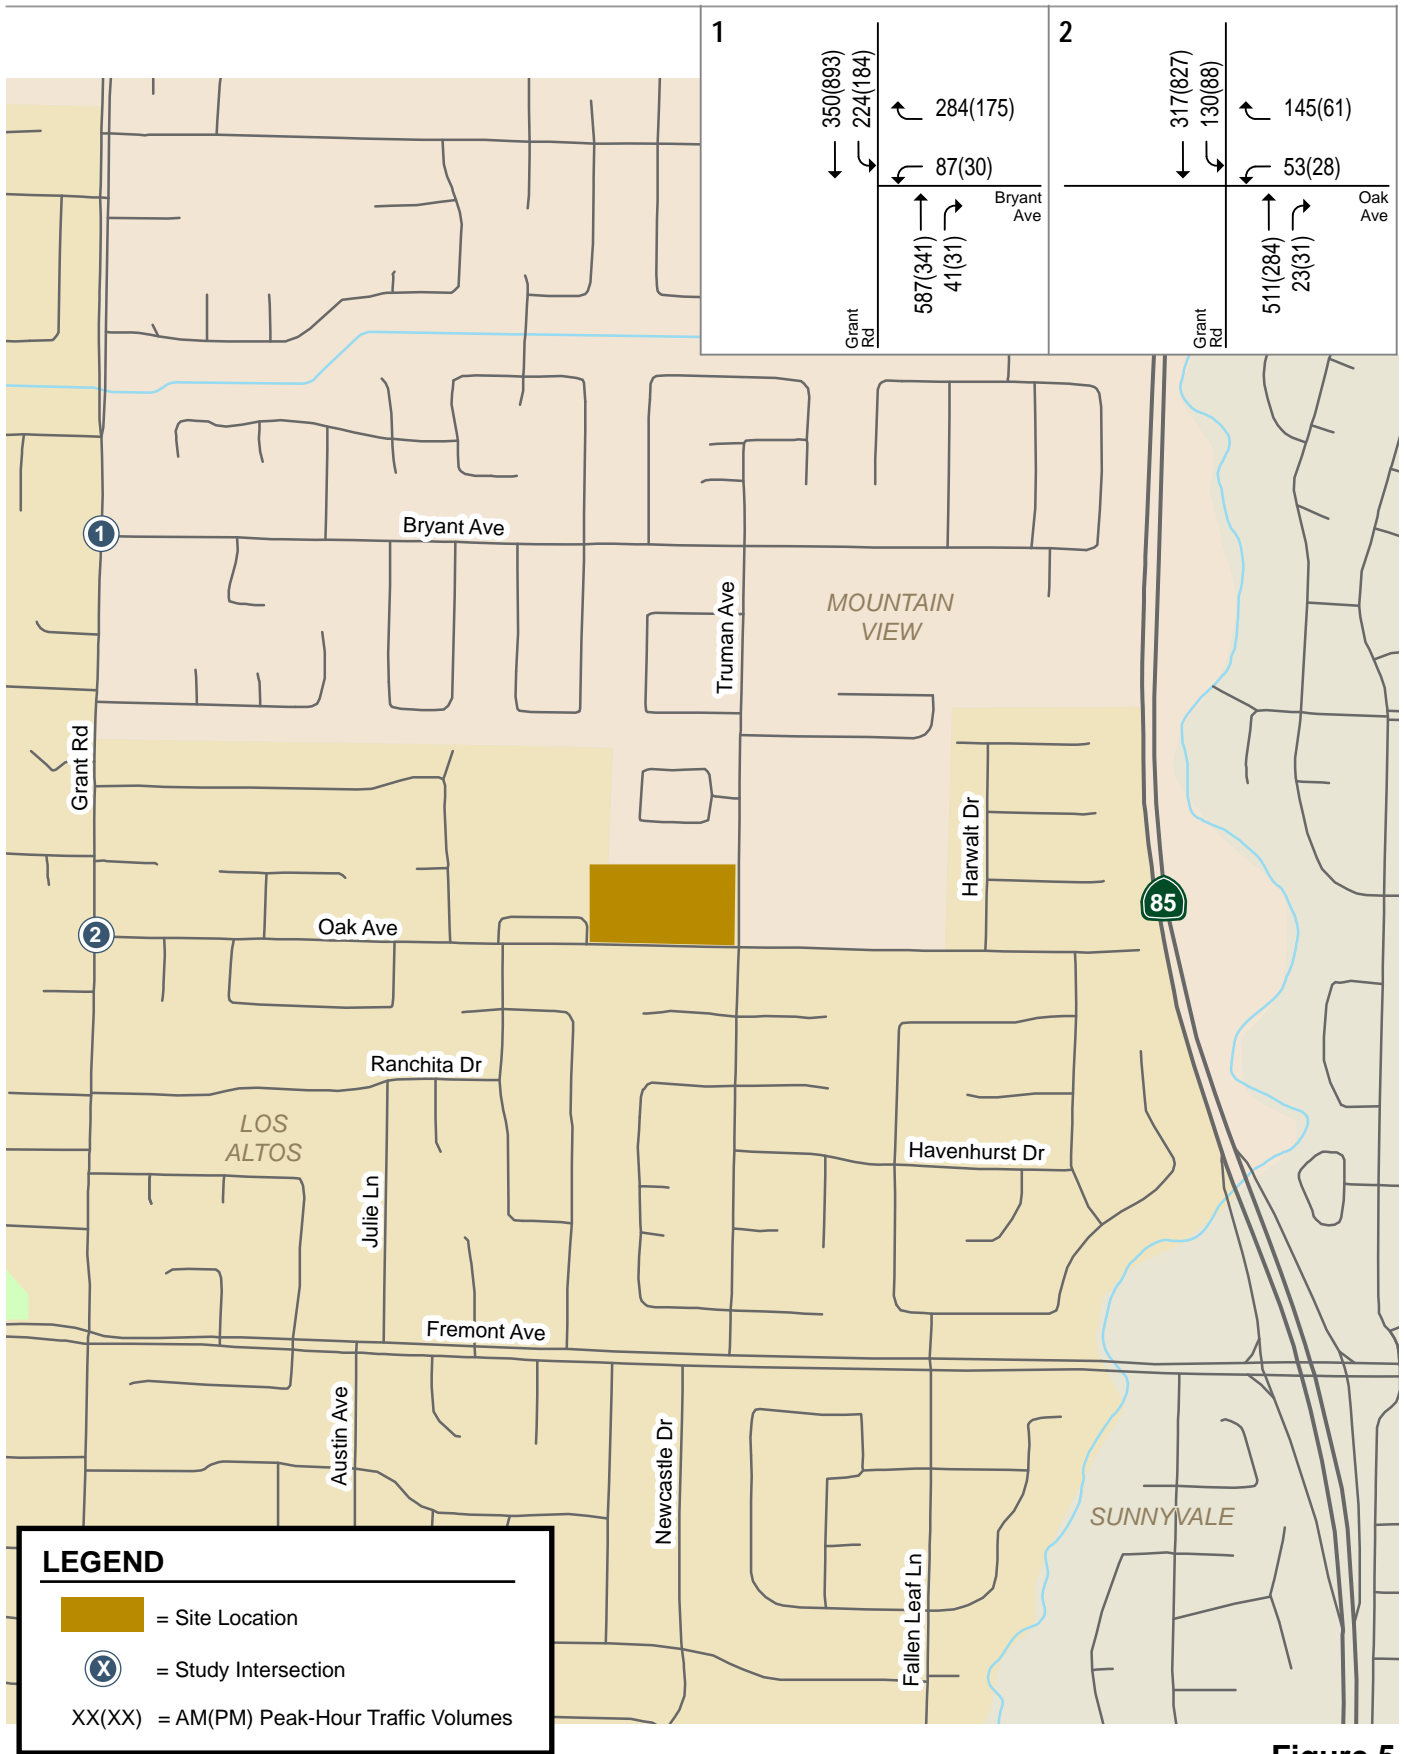 1
350(893)
224(184)
284(175)
87(30)
Bryant
Ave
587(341)
41(31)
Grant
Rd
2
317(827)
130(88)
145(61)
53(28)
Oak
Ave
511(284)
23(31)
Grant
Rd
1
Bryant Ave
Truman Ave
MOUNTAIN
VIEW
Grant Rd
Harwalt Dr
85
2
Oak Ave
Ranchita Dr
LOS
ALTOS
Havenhurst Dr
Julie Ln
Fremont Ave
Austin Ave
Newcastle Dr
SUNNYVALE
Fallen Leaf Ln
LEGEND
= Site Location
X
= Study Intersection
XX(XX) = AM(PM) Peak-Hour Traffic Volumes
Figure 5